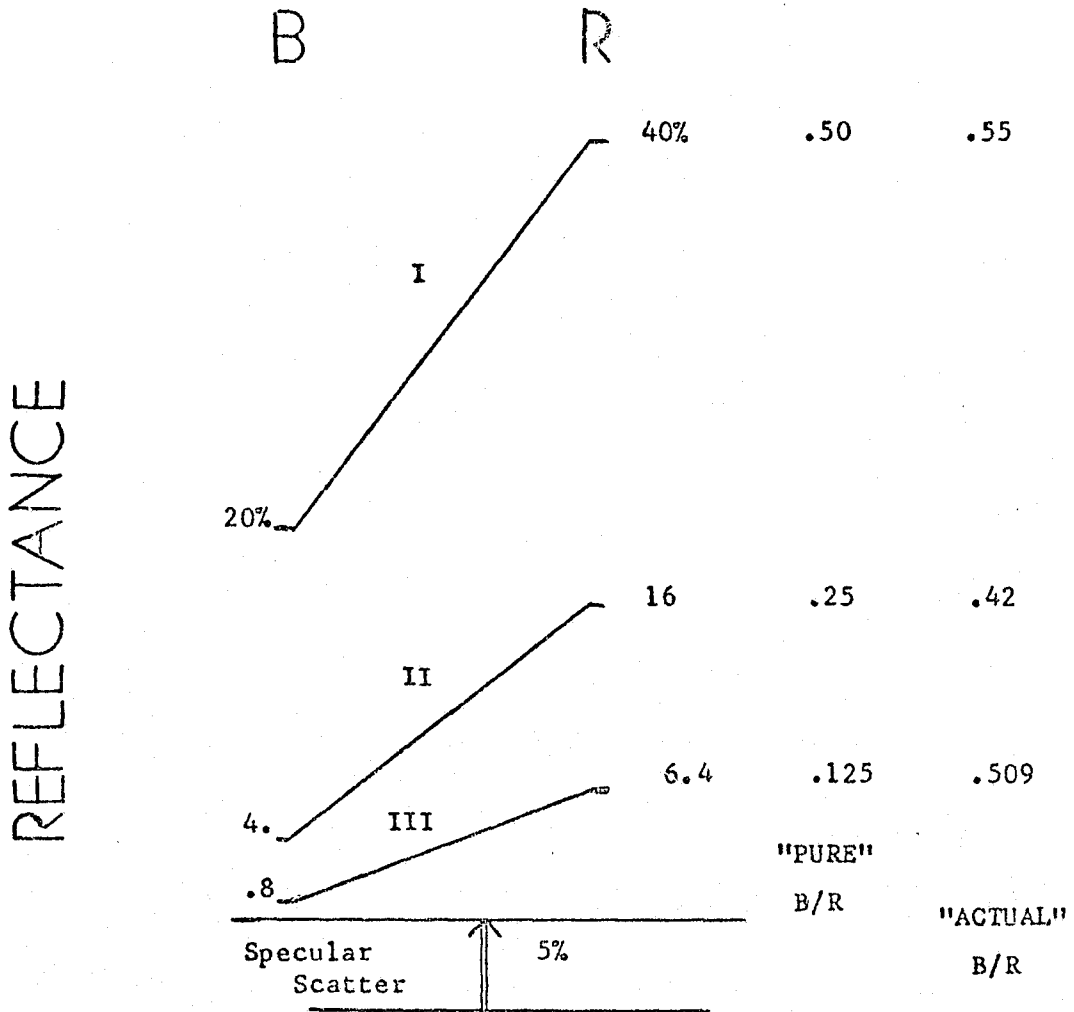 B R
40% .50 .55
I
REFLECTANCE
20%
16 .25 .42
II
6.4 .125 .509
4. III
"PURE"
.8 B/R
"ACTUAL"
Specular 5%
Scatter B/R